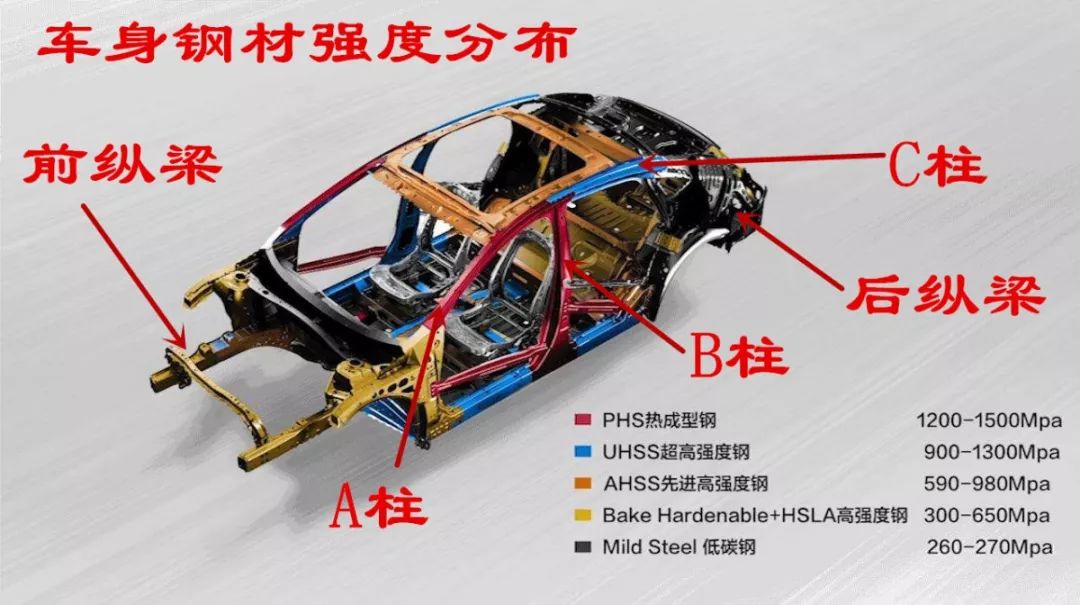 车身钢材强度分布
前纵梁
C柱
后纵梁
B柱
A柱
PHS热成型钢 1200-1500Mpa
UHSS超高强度钢 900-1300Mpa
AHSS先进高强度钢 590-980Mpa
Bake Hardenable+HSLA高强度钢 300-650Mpa
Mild Steel 低碳钢 260-270Mpa